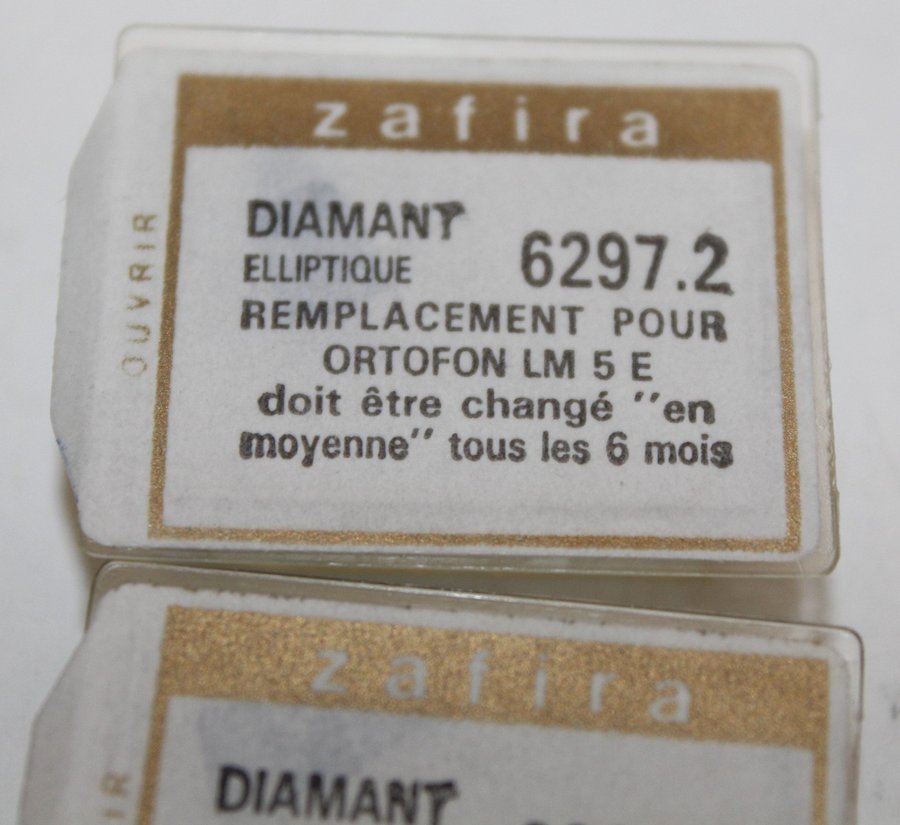 zafira
OUVRIR
DIAMANT
ELLIPTIQUE 6297.2
REMPLACEMENT POUR
ORTOFON LM 5 E
doit être changé "en
moyenne" tous les 6 mois
zafira
DIAMANT